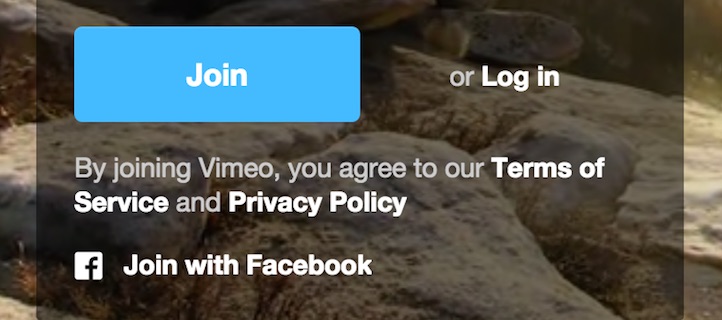 Join or Log in
By joining Vimeo, you agree to our Terms of
Service and Privacy Policy
Join with Facebook